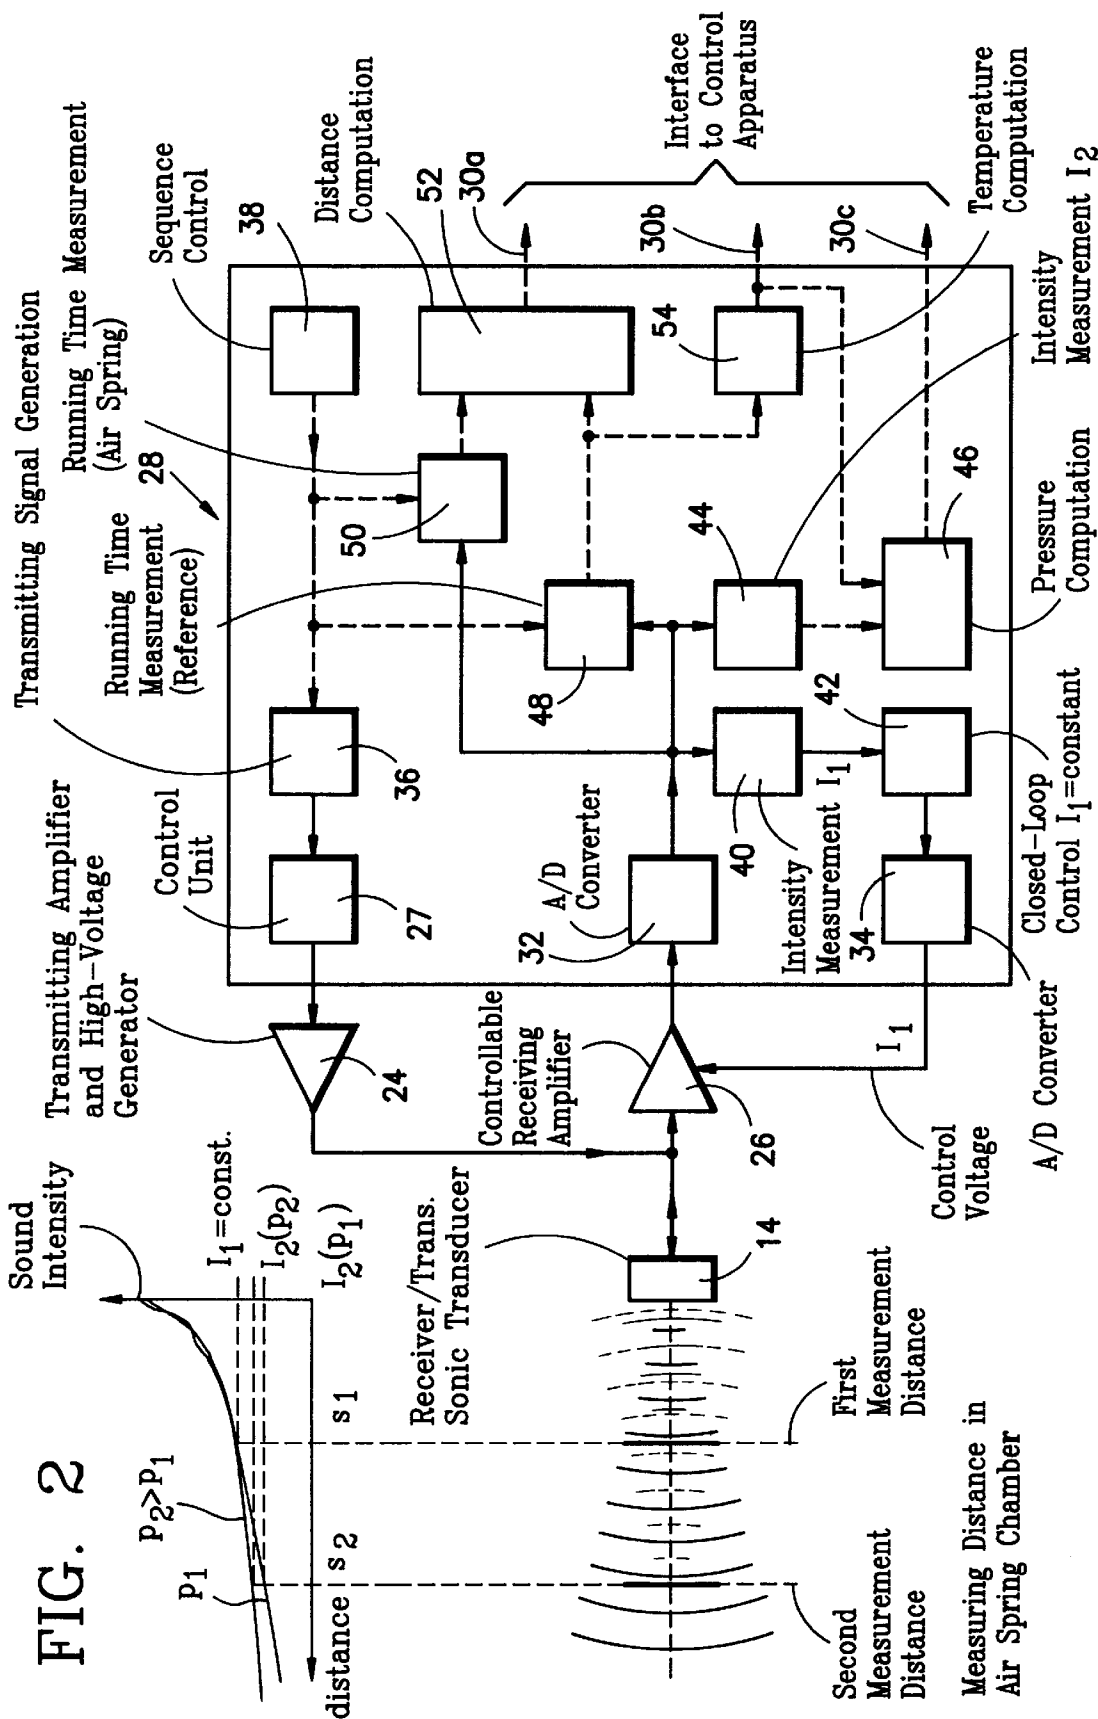 FIG. 2
Sound
Intensity
I1=const.
I2(p2)
I2(p1)
p2>p1
p1
s1
s2
distance
Transmitting Amplifier
and High-Voltage
Generator
24
Control
Unit
27
Transmitting Signal Generation
36
28
Running Time
Measurement
(Reference)
48
Running Time Measurement
(Air Spring)
50
Sequence
Control
38
Distance
Computation
52
30a
Interface
to Control
Apparatus
30b
30c
54
Temperature
Computation
Intensity
Measurement I2
44
46
Pressure
Computation
Receiver/Trans.
Sonic Transducer
14
Controllable
Receiving
Amplifier
26
A/D
Converter
32
40
Intensity
Measurement I1
42
Closed-Loop
Control I1=constant
34
A/D Converter
I1
Control
Voltage
First
Measurement
Distance
Second
Measurement
Distance
Measuring Distance in
Air Spring Chamber